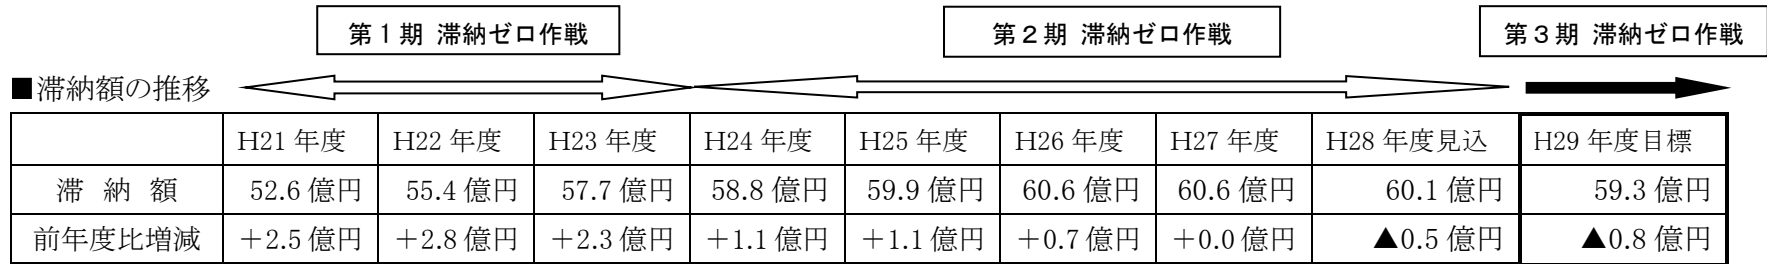 第1期 滞納ゼロ作戦 第2期 滞納ゼロ作戦 第3期 滞納ゼロ作戦
■滞納額の推移
H21 年度 H22 年度 H23 年度 H24 年度 H25 年度 H26 年度 H27 年度 H28 年度見込 H29 年度目標
滞 納 額 52.6 億円 55.4 億円 57.7 億円 58.8 億円 59.9 億円 60.6 億円 60.6 億円 60.1 億円 59.3 億円
前年度比増減 +2.5 億円 +2.8 億円 +2.3 億円 +1.1 億円 +1.1 億円 +0.7 億円 +0.0 億円 ▲0.5 億円 ▲0.8 億円